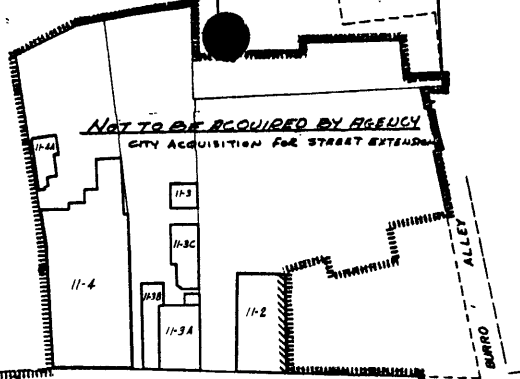 NOT TO BE ACQUIRED BY AGENCY
CITY ACQUISITION FOR STREET EXTENSION
11-4A
11-3
11-3C
11-4
11-3B
11-3A
11-2
BURRO ALLEY